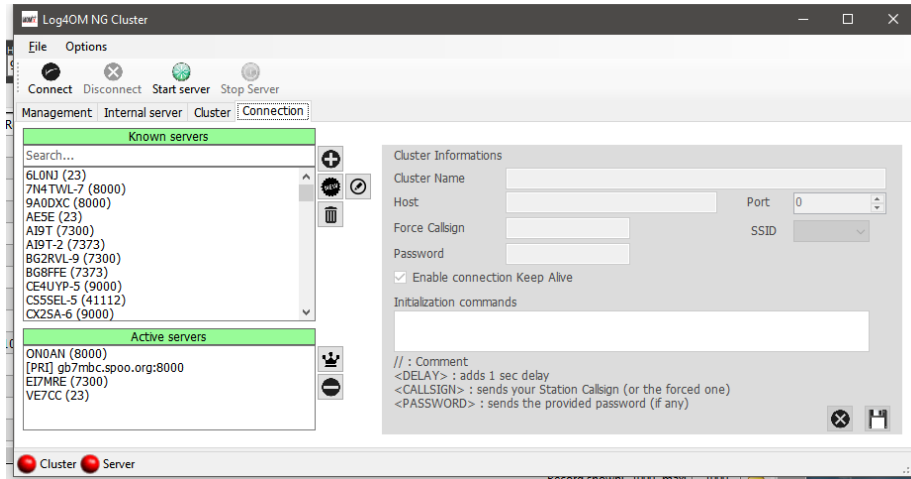 Log4OM NG Cluster
File Options
Connect Disconnect Start server Stop Server
Management Internal server Cluster Connection
Known servers
Search...
6L0NJ (23)
7N4TWL-7 (8000)
9A0DXC (8000)
AE5E (23)
AI9T (7300)
AI9T-2 (7373)
BG2RVL-9 (7300)
BG8FFE (7373)
CE4UYP-5 (9000)
CS5SEL-5 (41112)
CX2SA-6 (9000)
NEW
Active servers
ON0AN (8000)
[PRI] gb7mbc.spoo.org:8000
EI7MRE (7300)
VE7CC (23)
Cluster Informations
Cluster Name
Host Port 0
Force Callsign SSID
Password
Enable connection Keep Alive
Initialization commands
// : Comment
<DELAY> : adds 1 sec delay
<CALLSIGN> : sends your Station Callsign (or the forced one)
<PASSWORD> : sends the provided password (if any)
Cluster Server